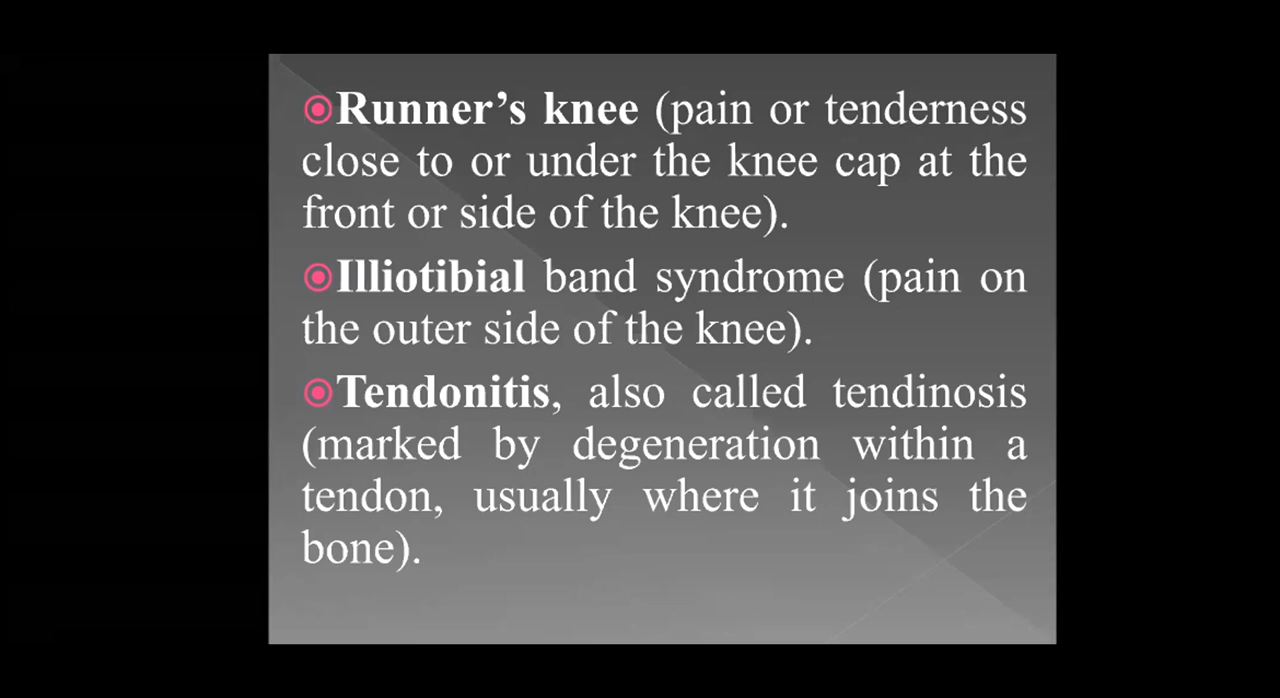 Runner’s knee (pain or tenderness
close to or under the knee cap at the
front or side of the knee).
Illiotibial band syndrome (pain on
the outer side of the knee).
Tendonitis, also called tendinosis
(marked by degeneration within a
tendon, usually where it joins the
bone).